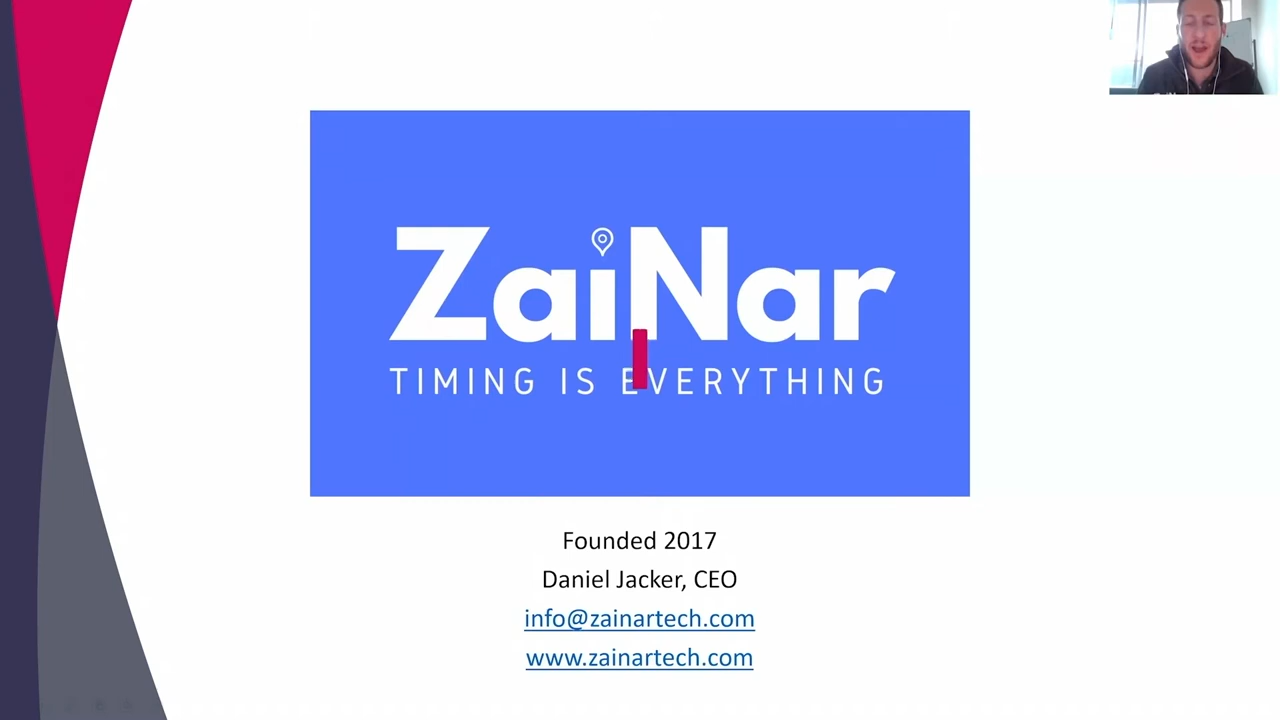 ZaiNar
TIMING IS EVERYTHING
Founded 2017
Daniel Jacker, CEO
info@zainartech.com
www.zainartech.com